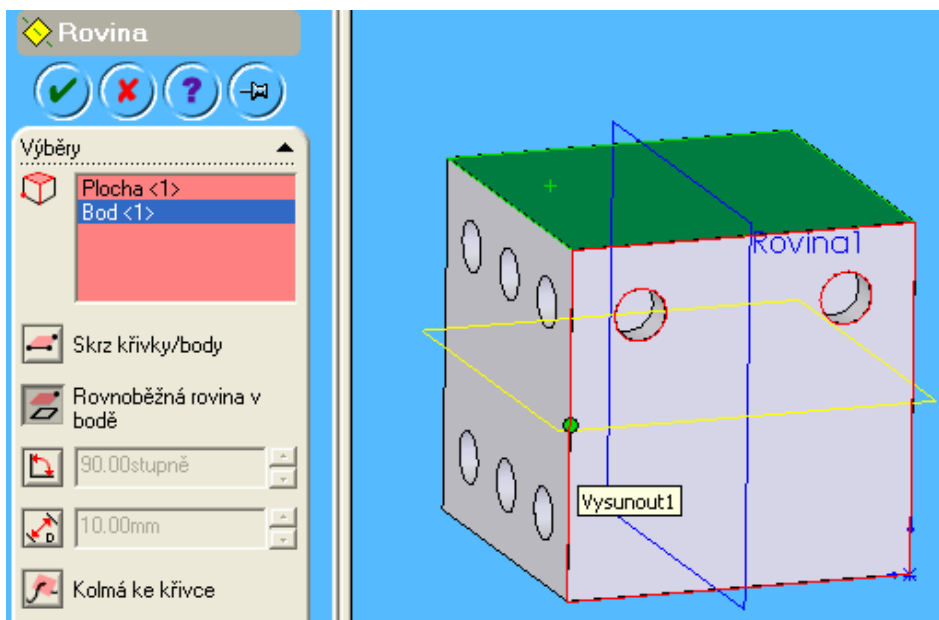 Rovina
?
Výběry
Plocha <1>
Bod <1>
Skrz křivky/body
Rovnoběžná rovina v
bodě
90.00stupně
D
10.00mm
Kolmá ke křivce
Rovina1
Vysunout1